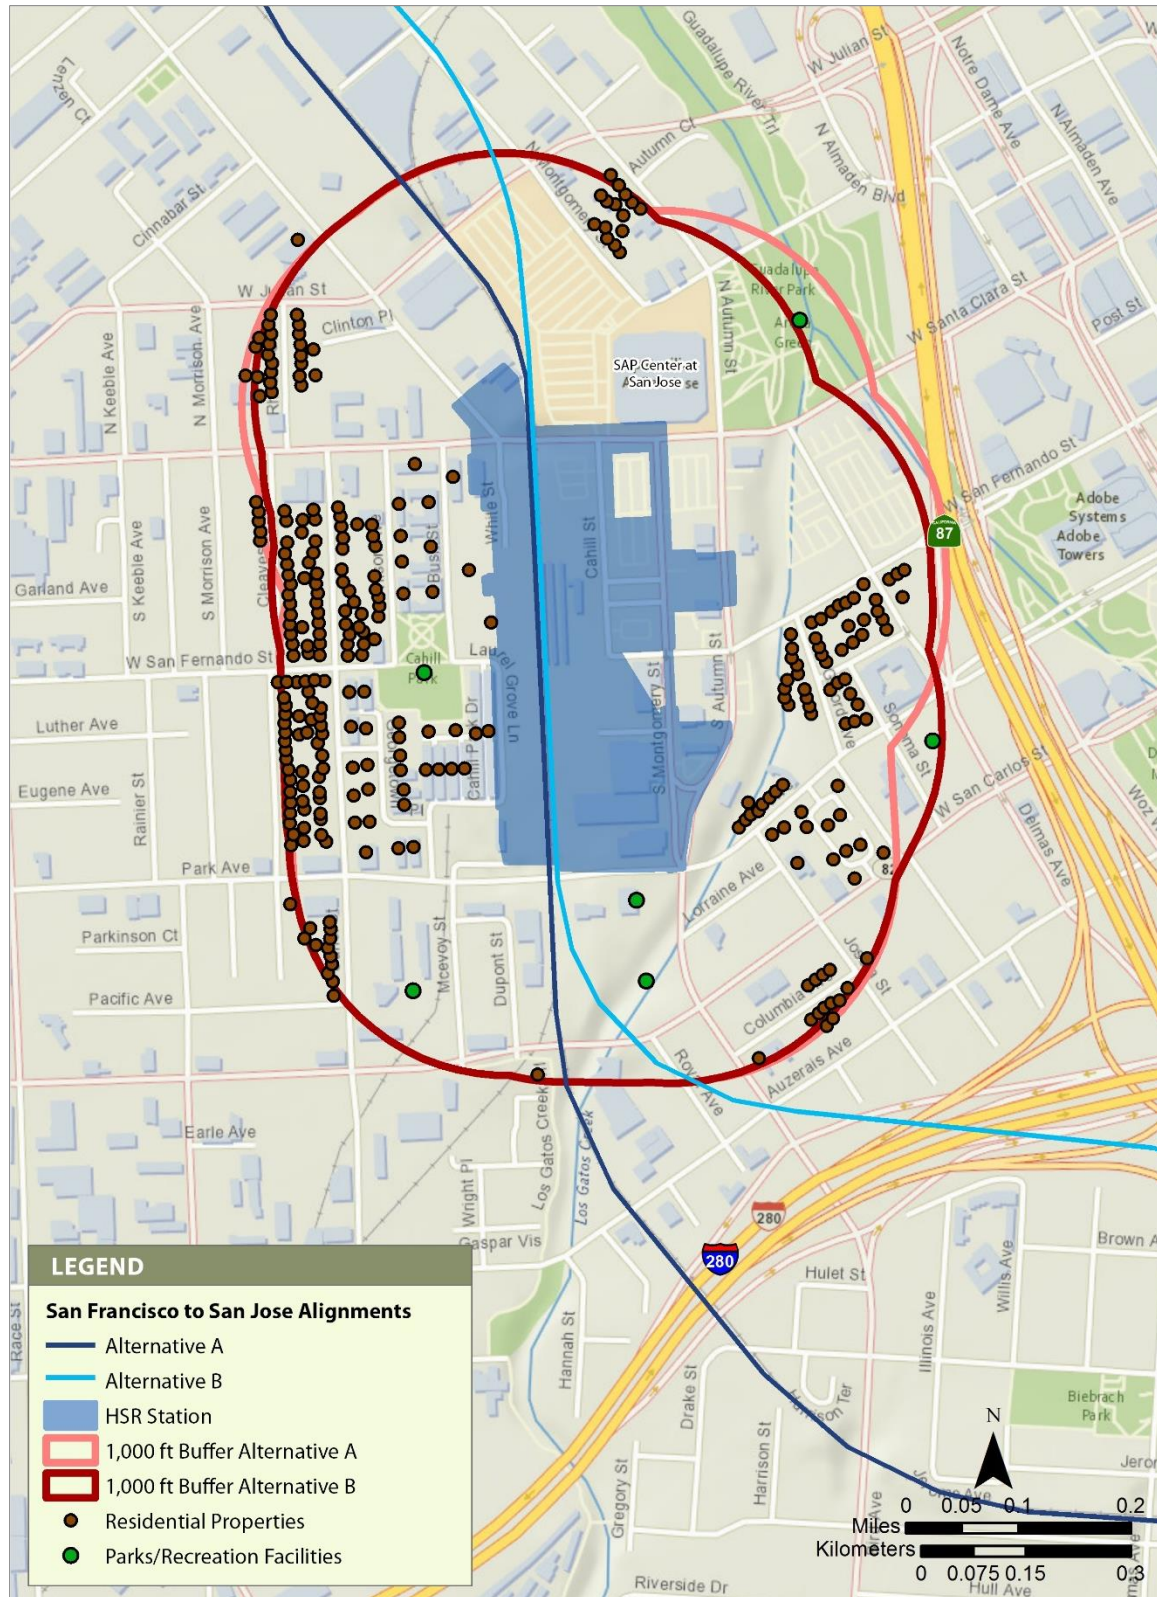 Lenzen Ct
Guadalupe River Trl
W Julian St
Notre Dame Ave
N Almaden Ave
Autumn Ct
N Almaden Blvd
Cinnabar St
W Julian St
Clinton Pl
N Keeble Ave
N Morrison Ave
Guadalupe
River Park
Green
N Autumn St
W Santa Clara St
Post St
SAP Center at
San Jose
W San Fernando St
Adobe
Systems
Adobe
Towers
CALIFORNIA
87
White St
Cahill St
Bush St
S Keeble Ave
S Morrison Ave
Garland Ave
W San Fernando St
Cahill
Park
Laurel Grove Ln
S Autumn St
S Montgomery St
Luther Ave
Cahill Park Dr
Sonoma St
W San Carlos St
Rainier St
Eugene Ave
Delmas Ave
Park Ave
Lorraine Ave
82
Parkinson Ct
Mcevoy St
Dupont St
Josefa St
Pacific Ave
Columbia
Auzerais Ave
Royal Ave
Earle Ave
Los Gatos Creek
Los Gatos Creek
Wright Pl
Gaspar Vis
280
280
Hulet St
Willis Ave
Illinois Ave
Race St
Hannah St
Drake St
Harrison Ter
Harrison St
Gregory St
Biebrach
Park
Jerome Ave
Riverside Dr
Hull Ave
LEGEND
San Francisco to San Jose Alignments
Alternative A
Alternative B
HSR Station
1,000 ft Buffer Alternative A
1,000 ft Buffer Alternative B
Residential Properties
Parks/Recreation Facilities
N
0 0.05 0.1 0.2
Miles
Kilometers
0 0.075 0.15 0.3